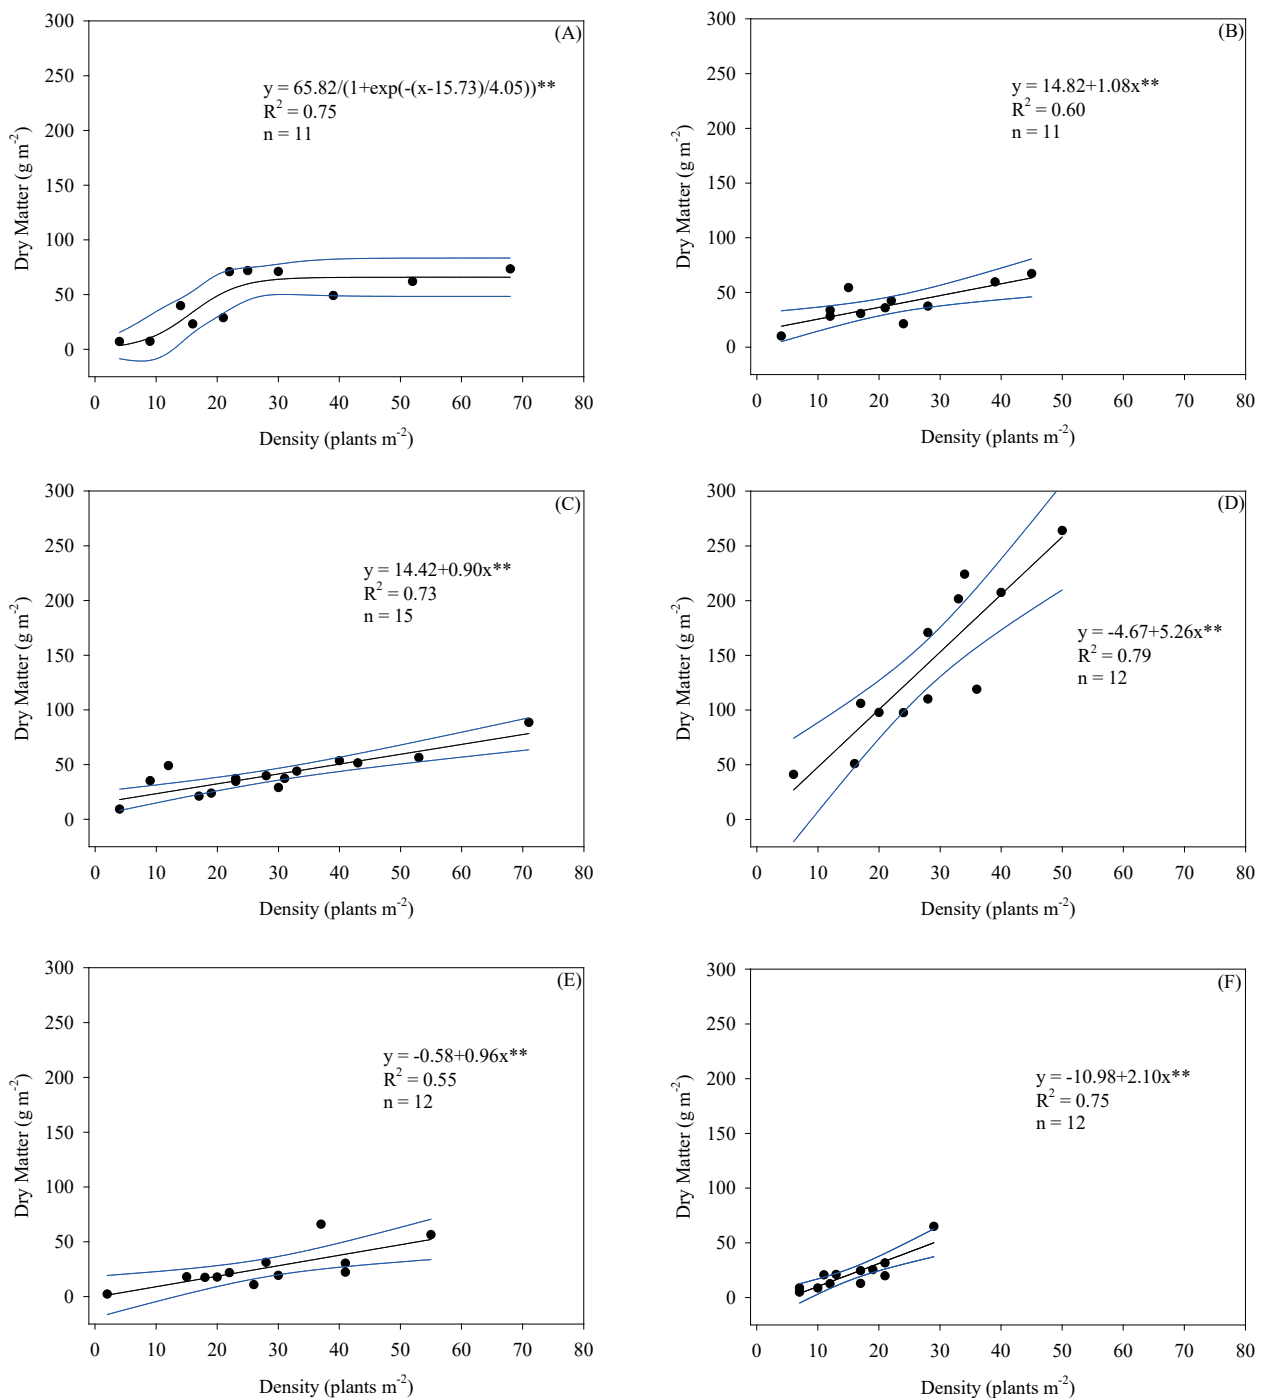 (A)
y = 65.82/(1+exp(-(x-15.73)/4.05))**
R² = 0.75
n = 11
300
250
200
150
100
50
0
Dry Matter (g m⁻²)
0 10 20 30 40 50 60 70 80
Density (plants m⁻²)
(B)
y = 14.82+1.08x**
R² = 0.60
n = 11
300
250
200
150
100
50
0
Dry Matter (g m⁻²)
0 10 20 30 40 50 60 70 80
Density (plants m⁻²)
(C)
y = 14.42+0.90x**
R² = 0.73
n = 15
300
250
200
150
100
50
0
Dry Matter (g m⁻²)
0 10 20 30 40 50 60 70 80
Density (plants m⁻²)
(D)
y = -4.67+5.26x**
R² = 0.79
n = 12
300
250
200
150
100
50
0
Dry Matter (g m⁻²)
0 10 20 30 40 50 60 70 80
Density (plants m⁻²)
(E)
y = -0.58+0.96x**
R² = 0.55
n = 12
300
250
200
150
100
50
0
Dry Matter (g m⁻²)
0 10 20 30 40 50 60 70 80
Density (plants m⁻²)
(F)
y = -10.98+2.10x**
R² = 0.75
n = 12
300
250
200
150
100
50
0
Dry Matter (g m⁻²)
0 10 20 30 40 50 60 70 80
Density (plants m⁻²)